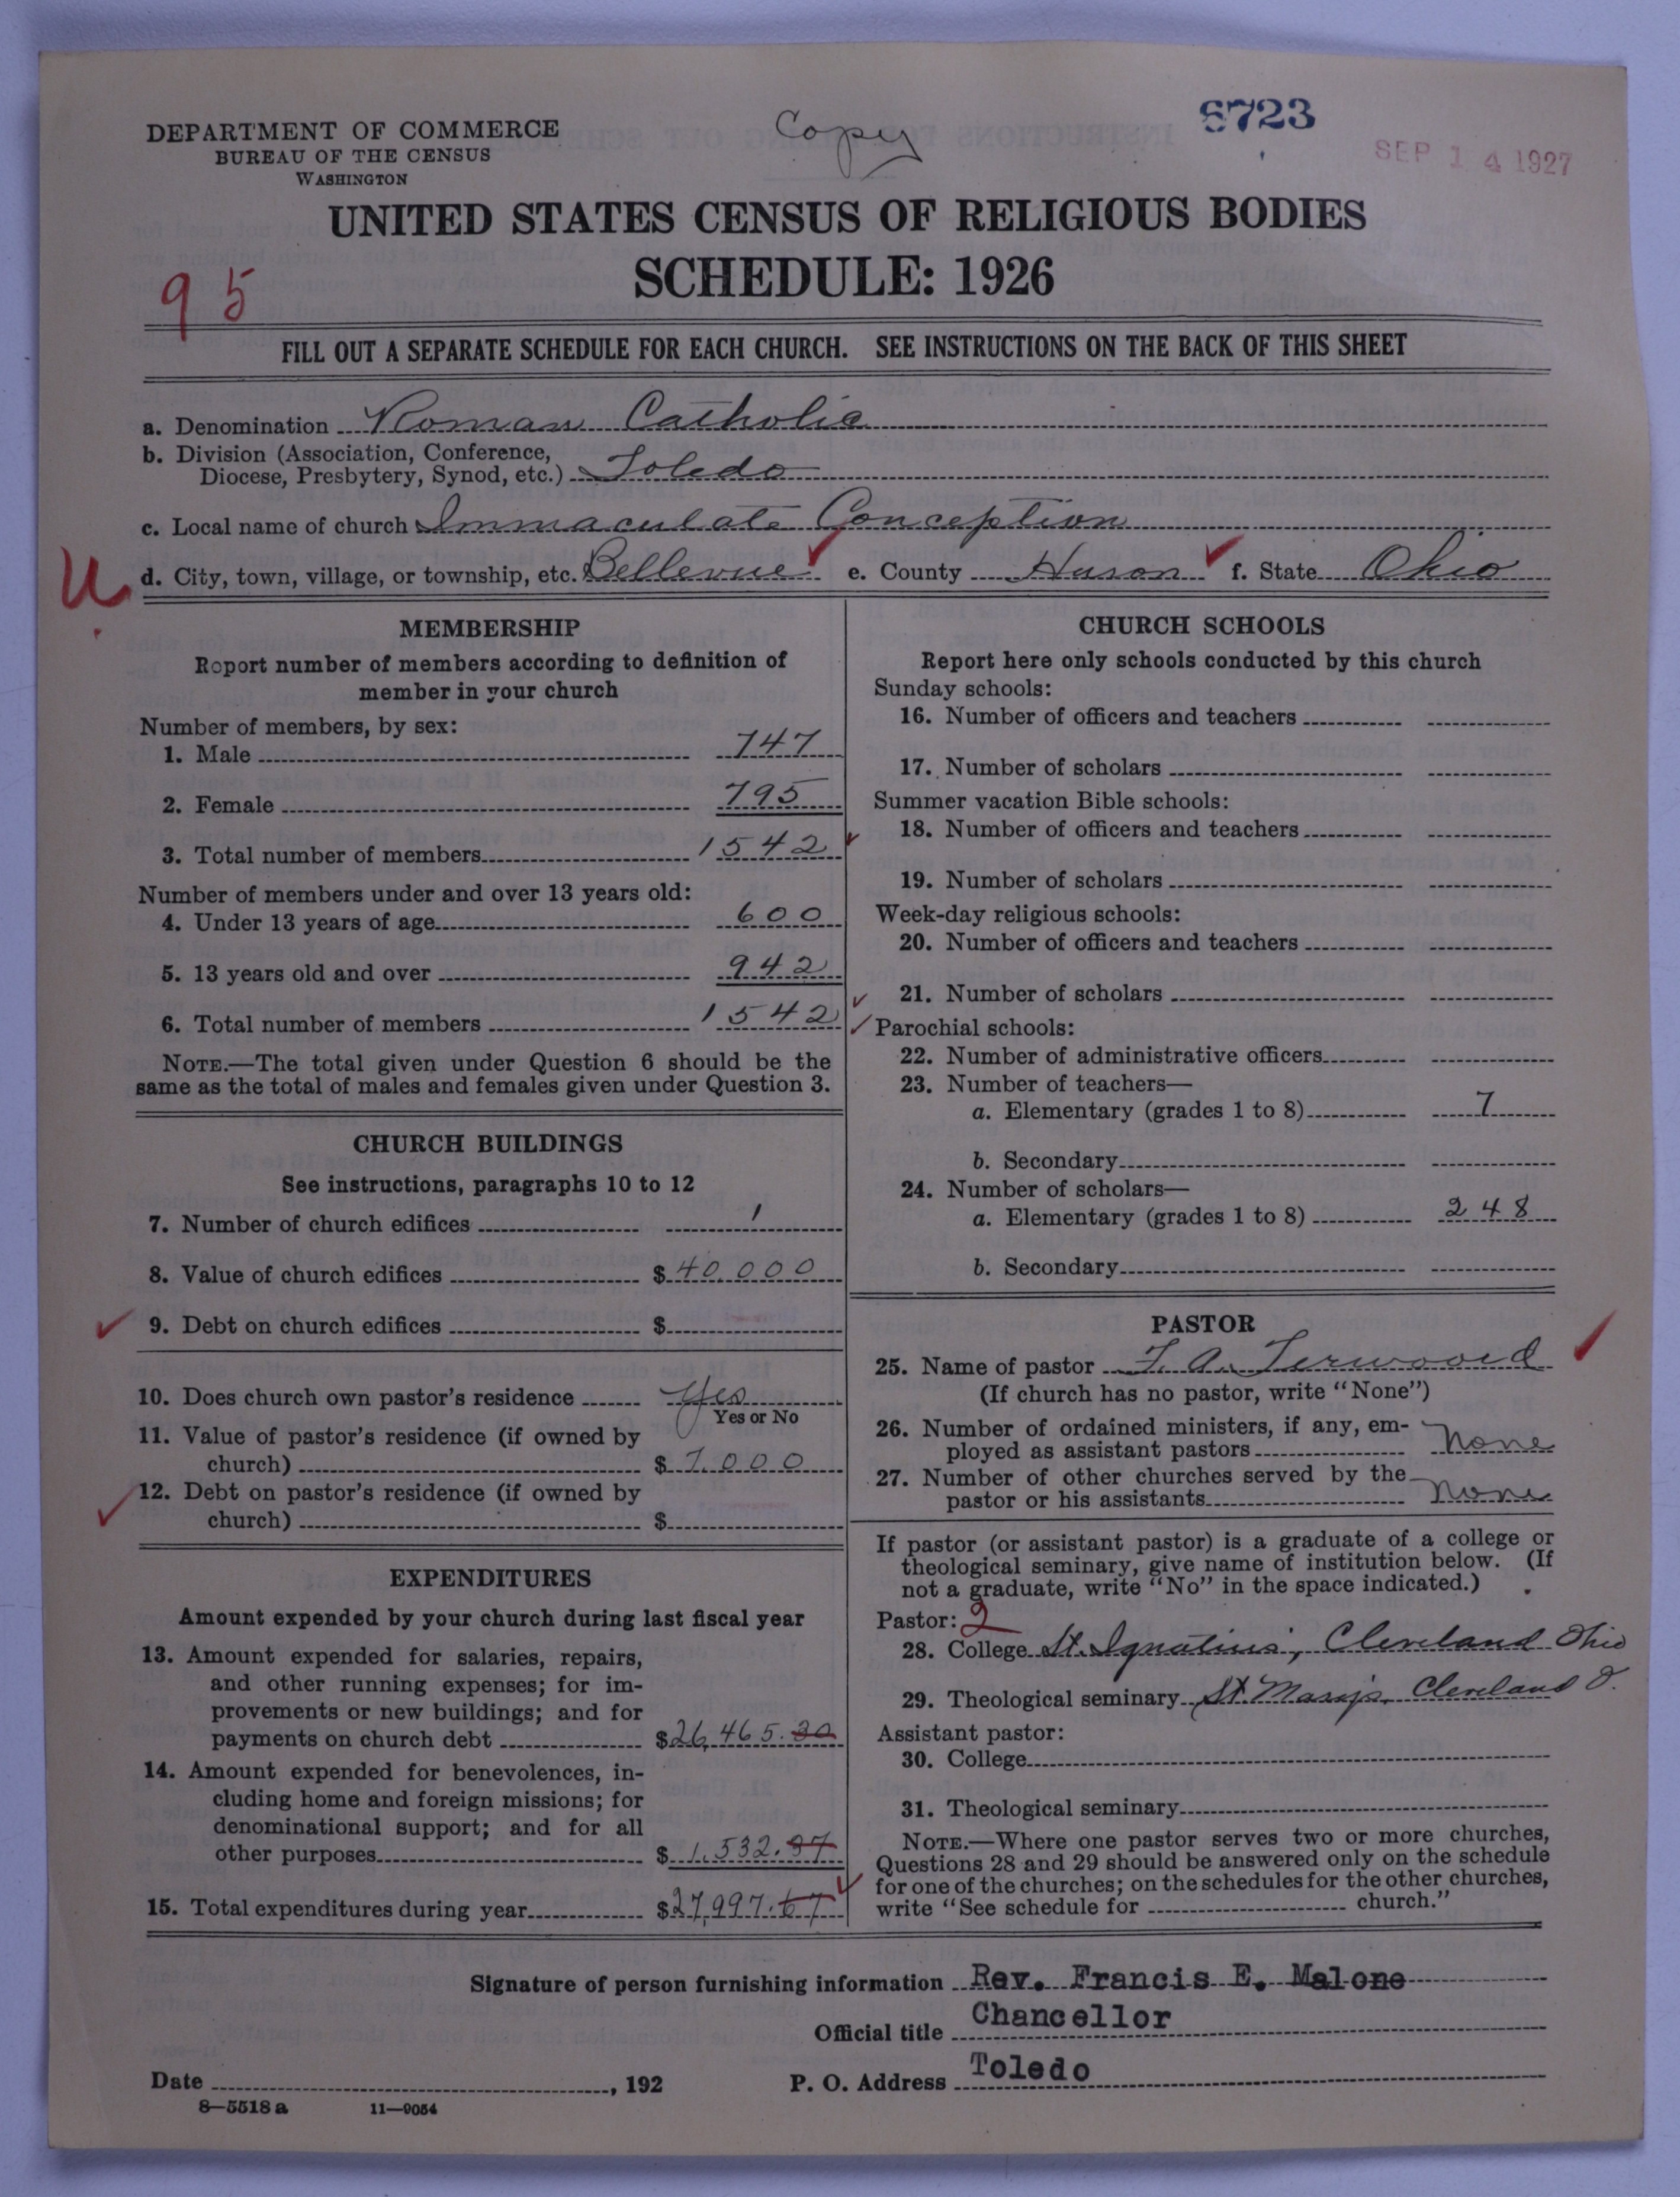 DEPARTMENT OF COMMERCE
BUREAU OF THE CENSUS
WASHINGTON
Copy
6723
SEP 14 1927
UNITED STATES CENSUS OF RELIGIOUS BODIES
SCHEDULE: 1926
95
FILL OUT A SEPARATE SCHEDULE FOR EACH CHURCH. SEE INSTRUCTIONS ON THE BACK OF THIS SHEET
a. Denomination Roman Catholic
b. Division (Association, Conference,
Diocese, Presbytery, Synod, etc.) Toledo
c. Local name of church Immaculate Conception
U. d. City, town, village, or township, etc. Bellevue e. County Huron f. State Ohio
MEMBERSHIP
Report number of members according to definition of
member in your church
Number of members, by sex:
1. Male 747
2. Female 795
3. Total number of members 1542
Number of members under and over 13 years old:
4. Under 13 years of age 600
5. 13 years old and over 942
6. Total number of members 1542
NOTE.—The total given under Question 6 should be the
same as the total of males and females given under Question 3.
CHURCH BUILDINGS
See instructions, paragraphs 10 to 12
7. Number of church edifices 1
8. Value of church edifices $ 40.000
9. Debt on church edifices $
10. Does church own pastor's residence Yes
Yes or No
11. Value of pastor's residence (if owned by
church) $ 7.000
12. Debt on pastor's residence (if owned by
church) $
EXPENDITURES
Amount expended by your church during last fiscal year
13. Amount expended for salaries, repairs,
and other running expenses; for im-
provements or new buildings; and for
payments on church debt $26,465.30
14. Amount expended for benevolences, in-
cluding home and foreign missions; for
denominational support; and for all
other purposes $ 1,532.37
15. Total expenditures during year $27,997.67
CHURCH SCHOOLS
Report here only schools conducted by this church
Sunday schools:
16. Number of officers and teachers
17. Number of scholars
Summer vacation Bible schools:
18. Number of officers and teachers
19. Number of scholars
Week-day religious schools:
20. Number of officers and teachers
21. Number of scholars
Parochial schools:
22. Number of administrative officers
23. Number of teachers—
a. Elementary (grades 1 to 8) 7
b. Secondary
24. Number of scholars—
a. Elementary (grades 1 to 8) 248
b. Secondary
PASTOR
25. Name of pastor F. A. Terwoord
(If church has no pastor, write "None")
26. Number of ordained ministers, if any, em-
ployed as assistant pastors None
27. Number of other churches served by the
pastor or his assistants None
If pastor (or assistant pastor) is a graduate of a college or
theological seminary, give name of institution below. (If
not a graduate, write "No" in the space indicated.)
Pastor: 2
28. College St. Ignatius', Cleveland Ohio
29. Theological seminary St. Mary's Cleveland O.
Assistant pastor:
30. College
31. Theological seminary
NOTE.—Where one pastor serves two or more churches,
Questions 28 and 29 should be answered only on the schedule
for one of the churches; on the schedules for the other churches,
write "See schedule for church."
Signature of person furnishing information Rev. Francis E. Malone
Official title Chancellor
Date , 192 P. O. Address Toledo
8—5518a 11—9054